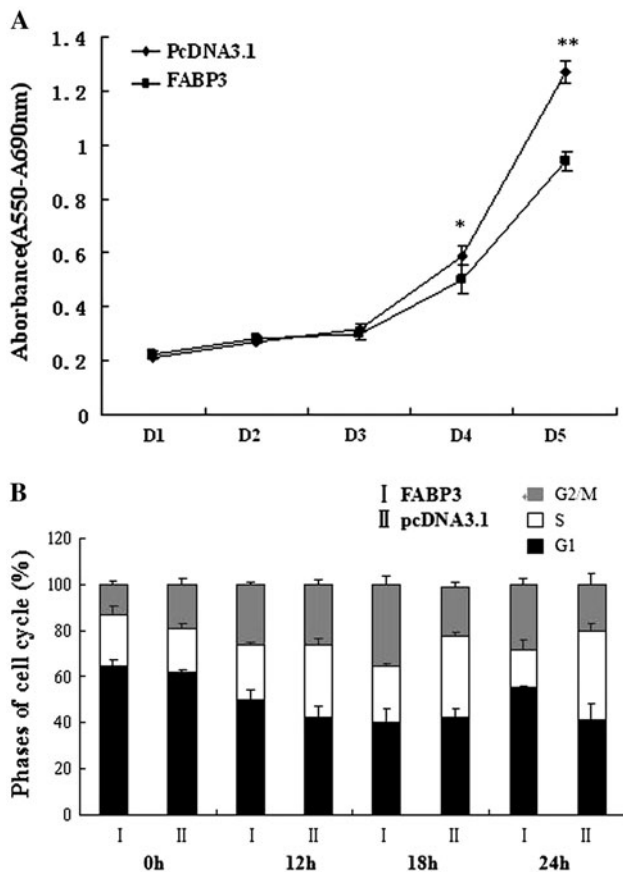 A
1.4
1.2
1
0.8
0.6
0.4
0.2
0
Aborbance(A550-A690nm)
PcDNA3.1
FABP3
*
**
D1 D2 D3 D4 D5
B
I FABP3
II pcDNA3.1
G2/M
S
G1
120
100
80
60
40
20
0
Phases of cell cycle (%)
I II I II I II I II
0h 12h 18h 24h